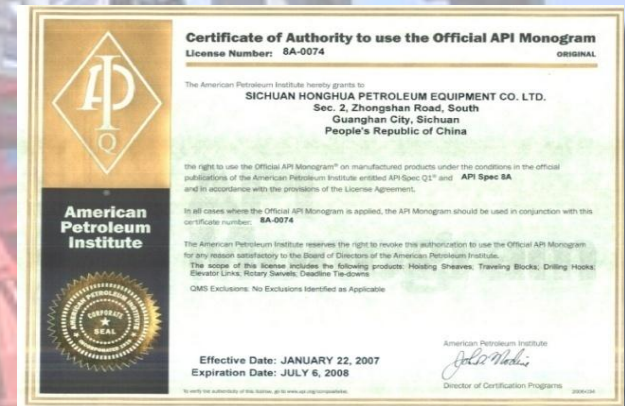 Certificate of Authority to use the Official API Monogram
License Number: 8A-0074
ORIGINAL
The American Petroleum Institute hereby grants to
SICHUAN HONGHUA PETROLEUM EQUIPMENT CO. LTD.
Sec. 2, Zhongshan Road, South
Guanghan City, Sichuan
People's Republic of China
the right to use the Official API Monogram® on manufactured products under the conditions in the official
publications of the American Petroleum Institute entitled API Spec Q1® and API Spec 8A
and in accordance with the provisions of the License Agreement.
In all cases where the Official API Monogram is applied, the API Monogram should be used in conjunction with this
certificate number: 8A-0074
The American Petroleum Institute reserves the right to revoke this authorization to use the Official API Monogram
for any reason satisfactory to the Board of Directors of the American Petroleum Institute.
The scope of this license includes the following products: Hoisting Sheaves; Traveling Blocks; Drilling Hooks;
Elevator Links; Rotary Swivels; Deadline Tie-downs
QMS Exclusions: No Exclusions Identified as Applicable
Effective Date: JANUARY 22, 2007
Expiration Date: JULY 6, 2008
American Petroleum Institute
Director of Certification Programs
API
Q
American
Petroleum
Institute
AMERICAN PETROLEUM INSTITUTE
CORPORATE
SEAL